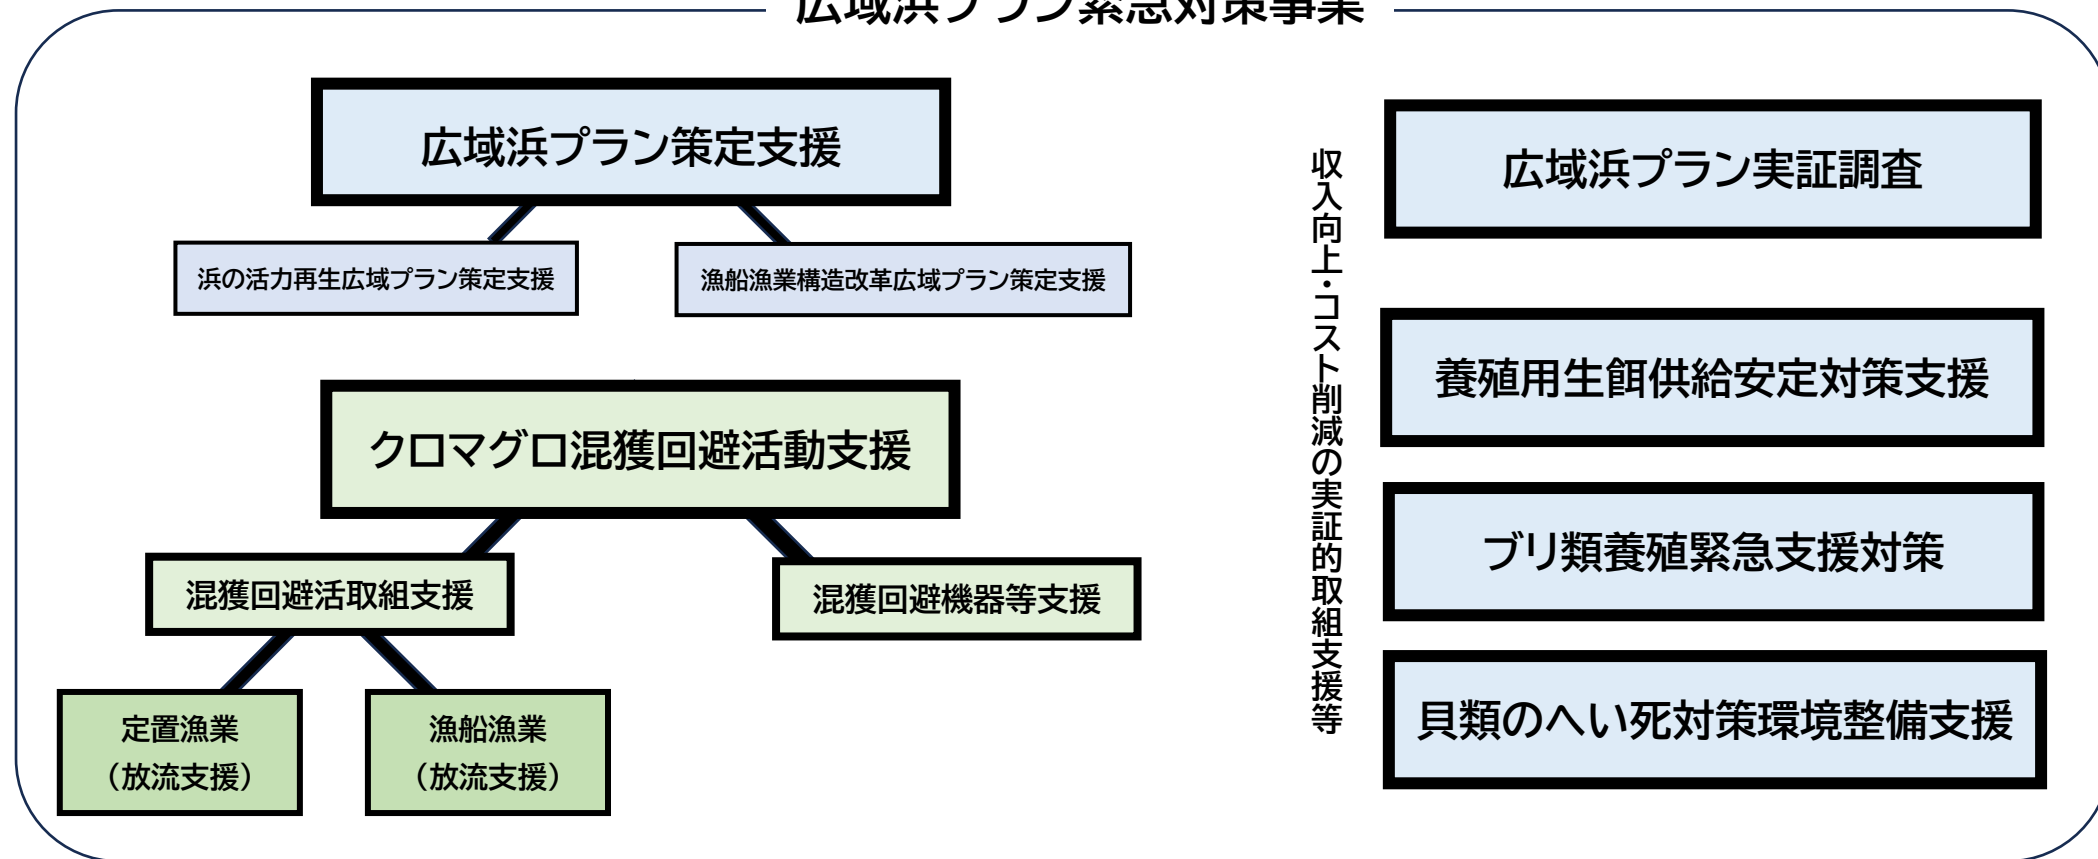 広域浜プラン緊急対策事業
広域浜プラン策定支援
浜の活力再生広域プラン策定支援
漁船漁業構造改革広域プラン策定支援
クロマグロ混獲回避活動支援
混獲回避活取組支援
混獲回避機器等支援
定置漁業
（放流支援）
漁船漁業
（放流支援）
収入向上・コスト削減の実証的取組支援等
広域浜プラン実証調査
養殖用生餌供給安定対策支援
ブリ類養殖緊急支援対策
貝類のへい死対策環境整備支援